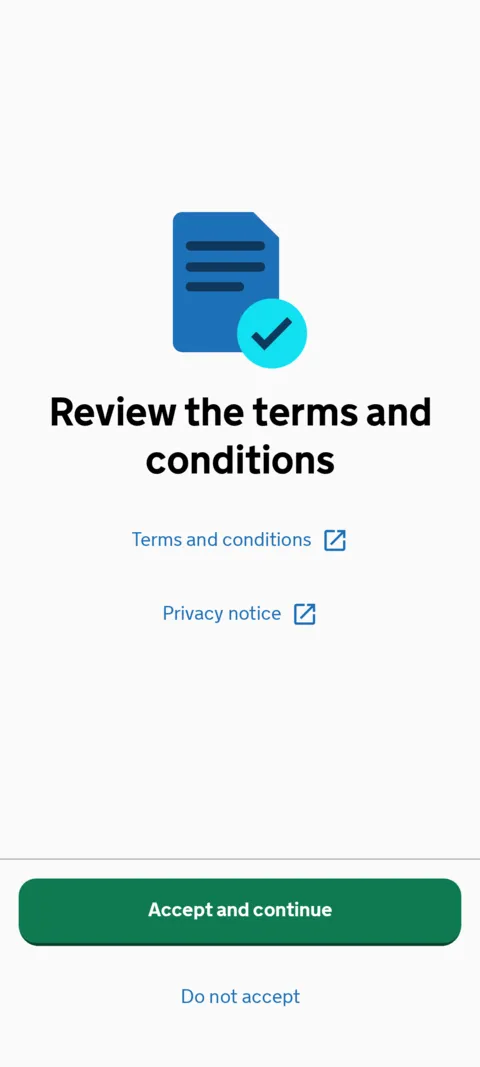 Review the terms and
conditions
Terms and conditions
Privacy notice
Accept and continue
Do not accept